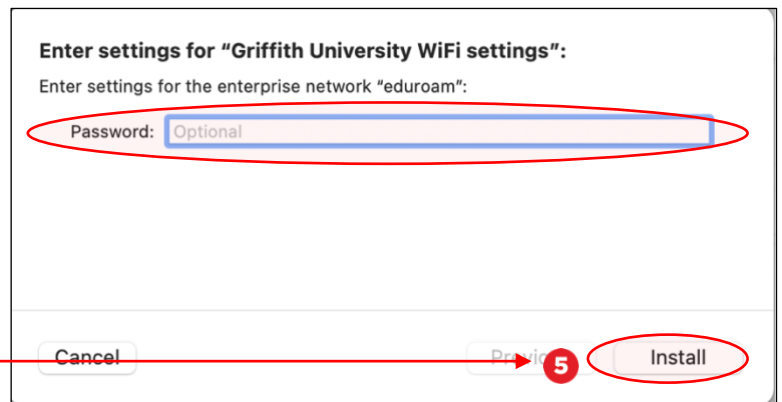 Enter settings for “Griffith University WiFi settings”:
Enter settings for the enterprise network “eduroam”:
Password: Optional
Cancel 5 Install